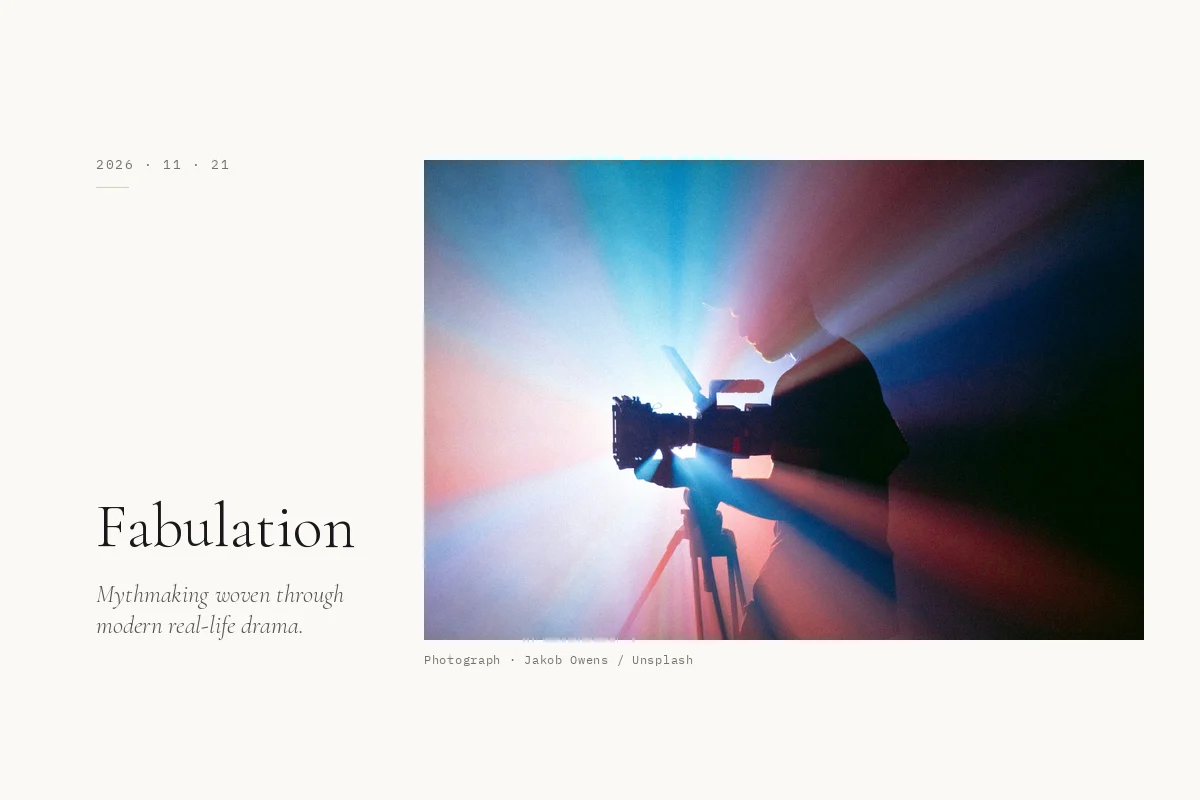 2026 · 11 · 21
Fabulation
Mythmaking woven through
modern real-life drama.
Photograph · Jakob Owens / Unsplash